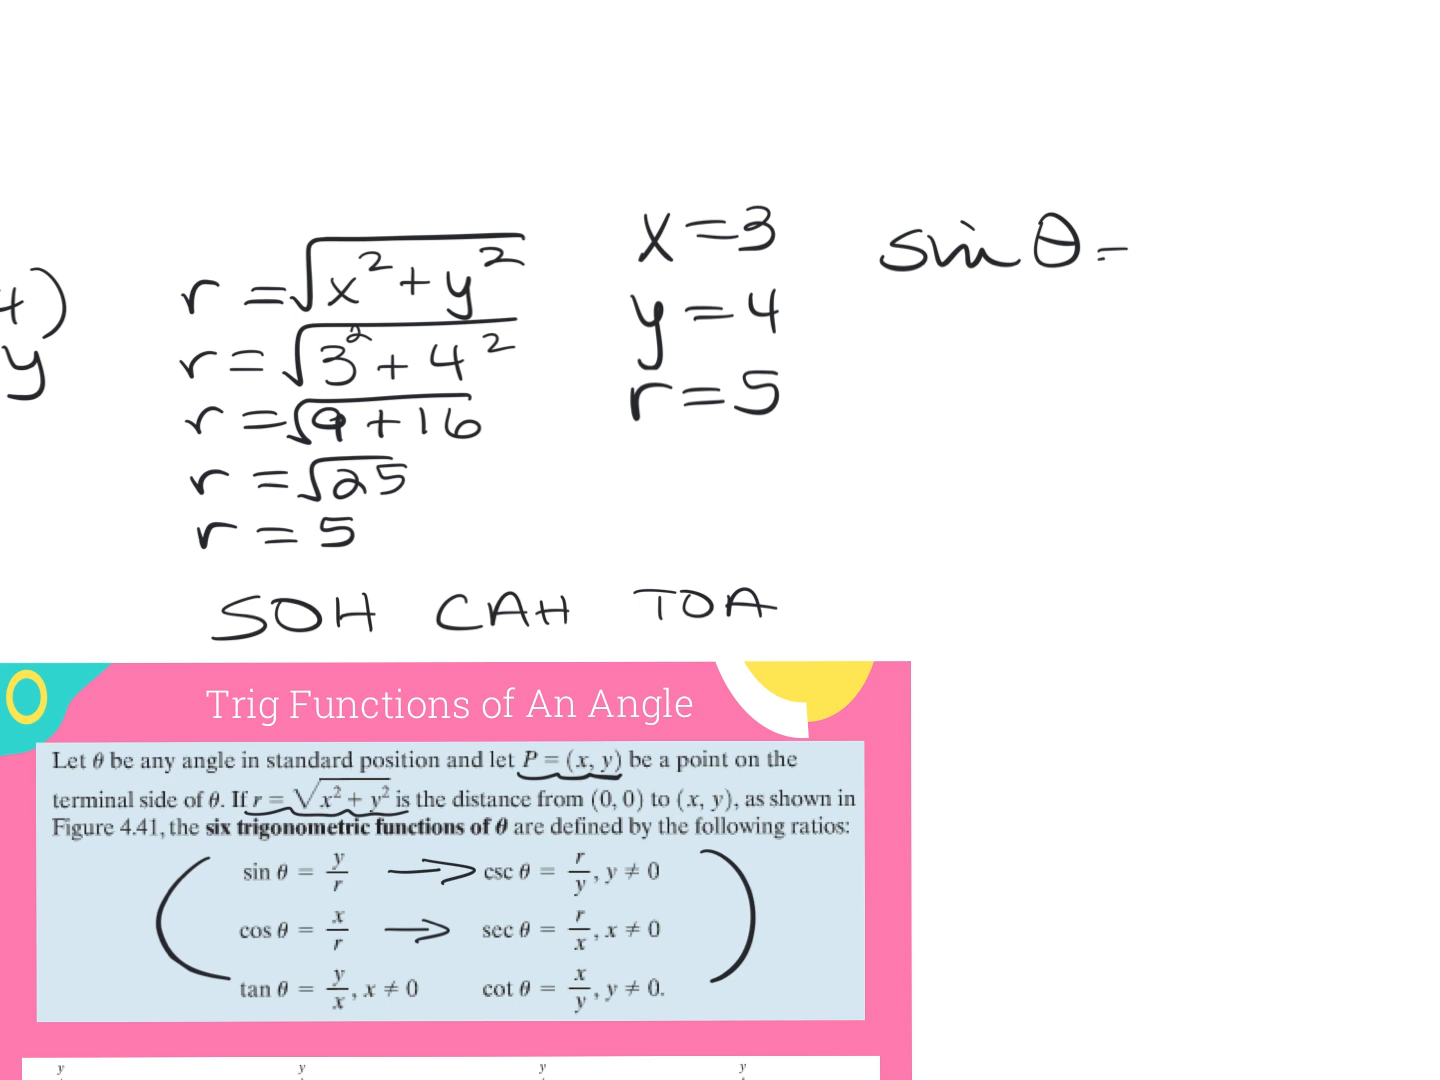 x = 3
sin θ =
r = √x² + y²
4)
y = 4
y
r = √3² + 4²
r = 5
r = √9 + 16
r = √25
r = 5
SOH CAH TOA
Trig Functions of An Angle
Let θ be any angle in standard position and let P = (x, y) be a point on the
terminal side of θ. If r = √x² + y² is the distance from (0, 0) to (x, y), as shown in
Figure 4.41, the six trigonometric functions of θ are defined by the following ratios:
sin θ = y/r → csc θ = r/y, y ≠ 0
cos θ = x/r → sec θ = r/x, x ≠ 0
tan θ = y/x, x ≠ 0 cot θ = x/y, y ≠ 0.
y y y y